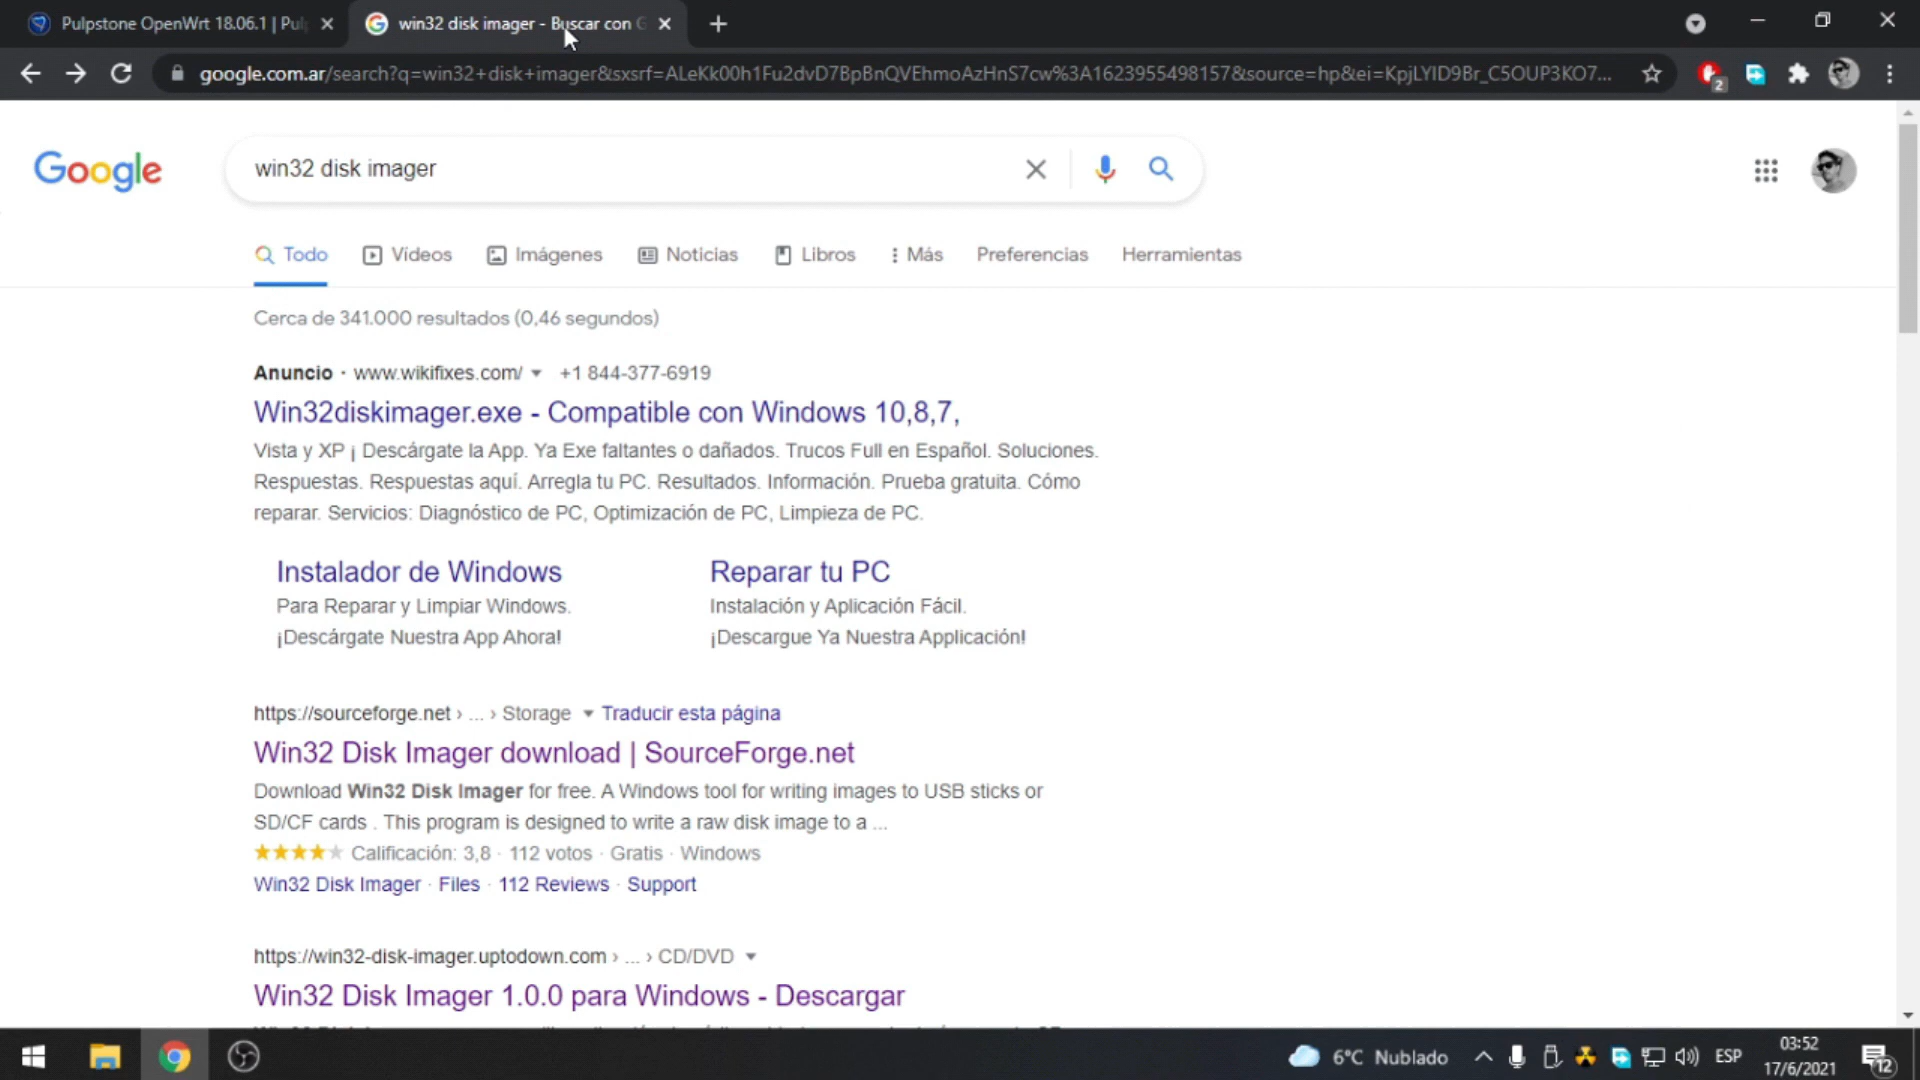 Pulpstone OpenWrt 18.06.1 | Pul
win32 disk imager - Buscar con G
google.com.ar/search?q=win32+disk+imager&sxsrf=ALeKk00h1Fu2dvD7BpBnQVEhmoAzHnS7cw%3A1623955498157&source=hp&ei=KpjLYID9Br_C5OUP3KO7...
2
Google
win32 disk imager
Todo
Vídeos
Imágenes
Noticias
Libros
Más
Preferencias
Herramientas
Cerca de 341.000 resultados (0,46 segundos)
Anuncio · www.wikifixes.com/ +1 844-377-6919
Win32diskimager.exe - Compatible con Windows 10,8,7,
Vista y XP ¡ Descárgate la App. Ya Exe faltantes o dañados. Trucos Full en Español. Soluciones.
Respuestas. Respuestas aquí. Arregla tu PC. Resultados. Información. Prueba gratuita. Cómo
reparar. Servicios: Diagnóstico de PC, Optimización de PC, Limpieza de PC.
Instalador de Windows
Para Reparar y Limpiar Windows.
¡Descárgate Nuestra App Ahora!
Reparar tu PC
Instalación y Aplicación Fácil.
¡Descargue Ya Nuestra Applicación!
https://sourceforge.net › ... › Storage Traducir esta página
Win32 Disk Imager download | SourceForge.net
Download Win32 Disk Imager for free. A Windows tool for writing images to USB sticks or
SD/CF cards . This program is designed to write a raw disk image to a ...
Calificación: 3,8 · 112 votos · Gratis · Windows
Win32 Disk Imager · Files · 112 Reviews · Support
https://win32-disk-imager.uptodown.com › ... › CD/DVD
Win32 Disk Imager 1.0.0 para Windows - Descargar
6°C Nublado
ESP
03:52
17/6/2021
12